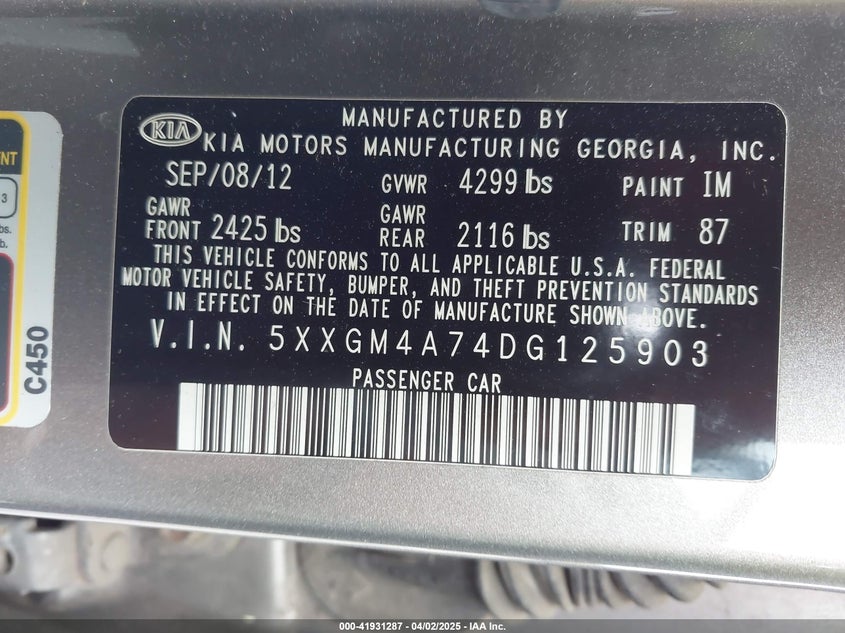 MANUFACTURED BY
KIA
KIA MOTORS MANUFACTURING GEORGIA, INC.
SEP/08/12 GVWR 4299 lbs PAINT IM
GAWR FRONT 2425 lbs GAWR REAR 2116 lbs TRIM 87
THIS VEHICLE CONFORMS TO ALL APPLICABLE U.S.A. FEDERAL
MOTOR VEHICLE SAFETY, BUMPER, AND THEFT PREVENTION STANDARDS
IN EFFECT ON THE DATE OF MANUFACTURE SHOWN ABOVE.
V.I.N. 5XXGM4A74DG125903
PASSENGER CAR
C450
3
000-41931287 - 04/02/2025 - IAA Inc.